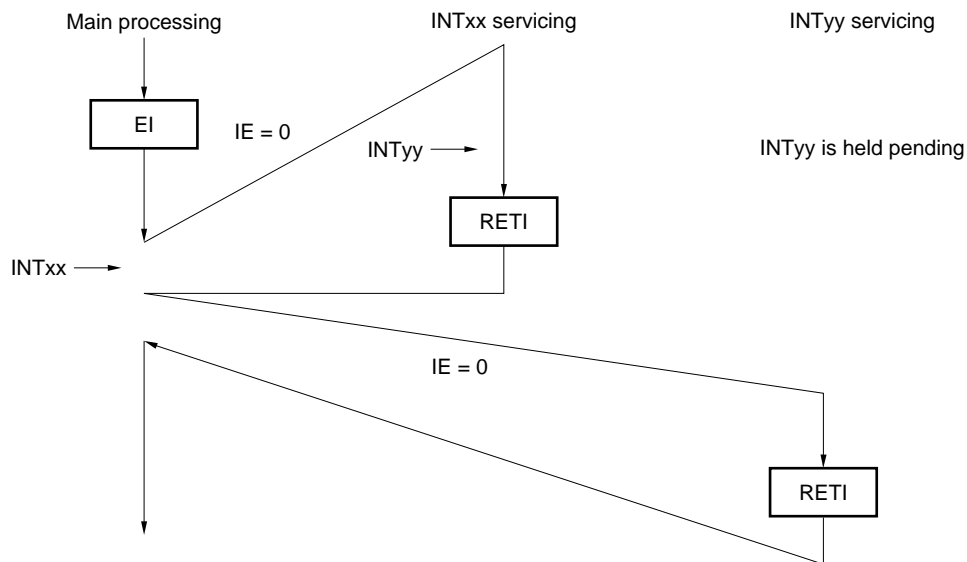 Main processing
INTxx servicing
INTyy servicing
EI
IE = 0
INTyy
INTyy is held pending
RETI
INTxx
IE = 0
RETI